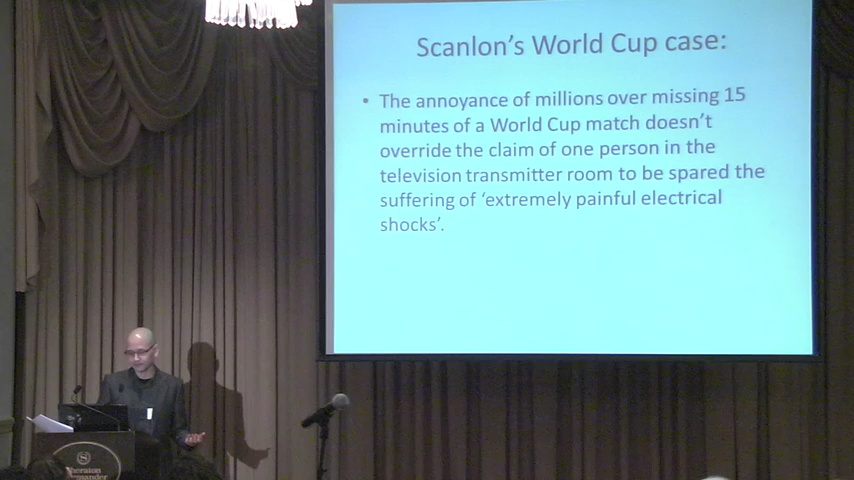 Scanlon's World Cup case:
• The annoyance of millions over missing 15
minutes of a World Cup match doesn't
override the claim of one person in the
television transmitter room to be spared the
suffering of 'extremely painful electrical
shocks'.
Sheraton